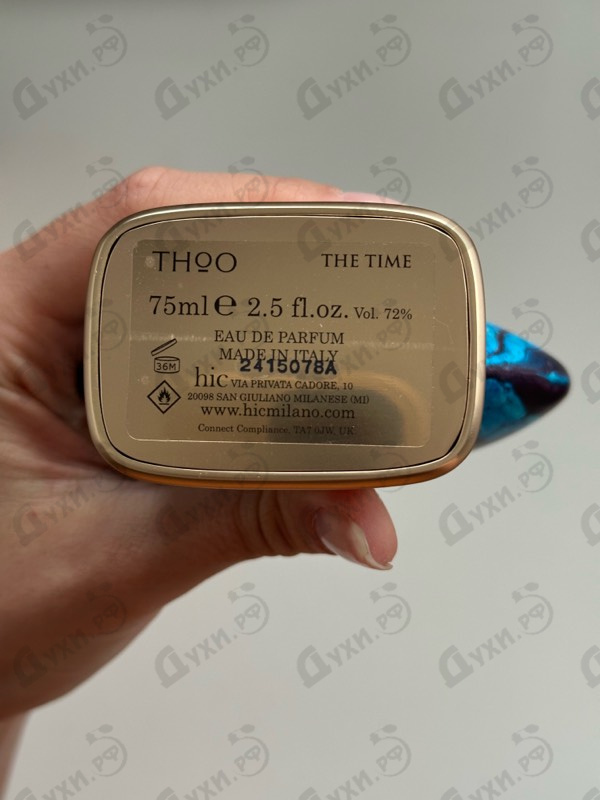 THOO THE TIME
75ml ℮ 2.5 fl.oz. Vol. 72%
EAU DE PARFUM
MADE IN ITALY
2415078A
36M
hic VIA PRIVATA CADORE, 10
20098 SAN GIULIANO MILANESE (MI)
www.hicmilano.com
Connect Compliance, TA7 0JW, UK.
Духи.рф